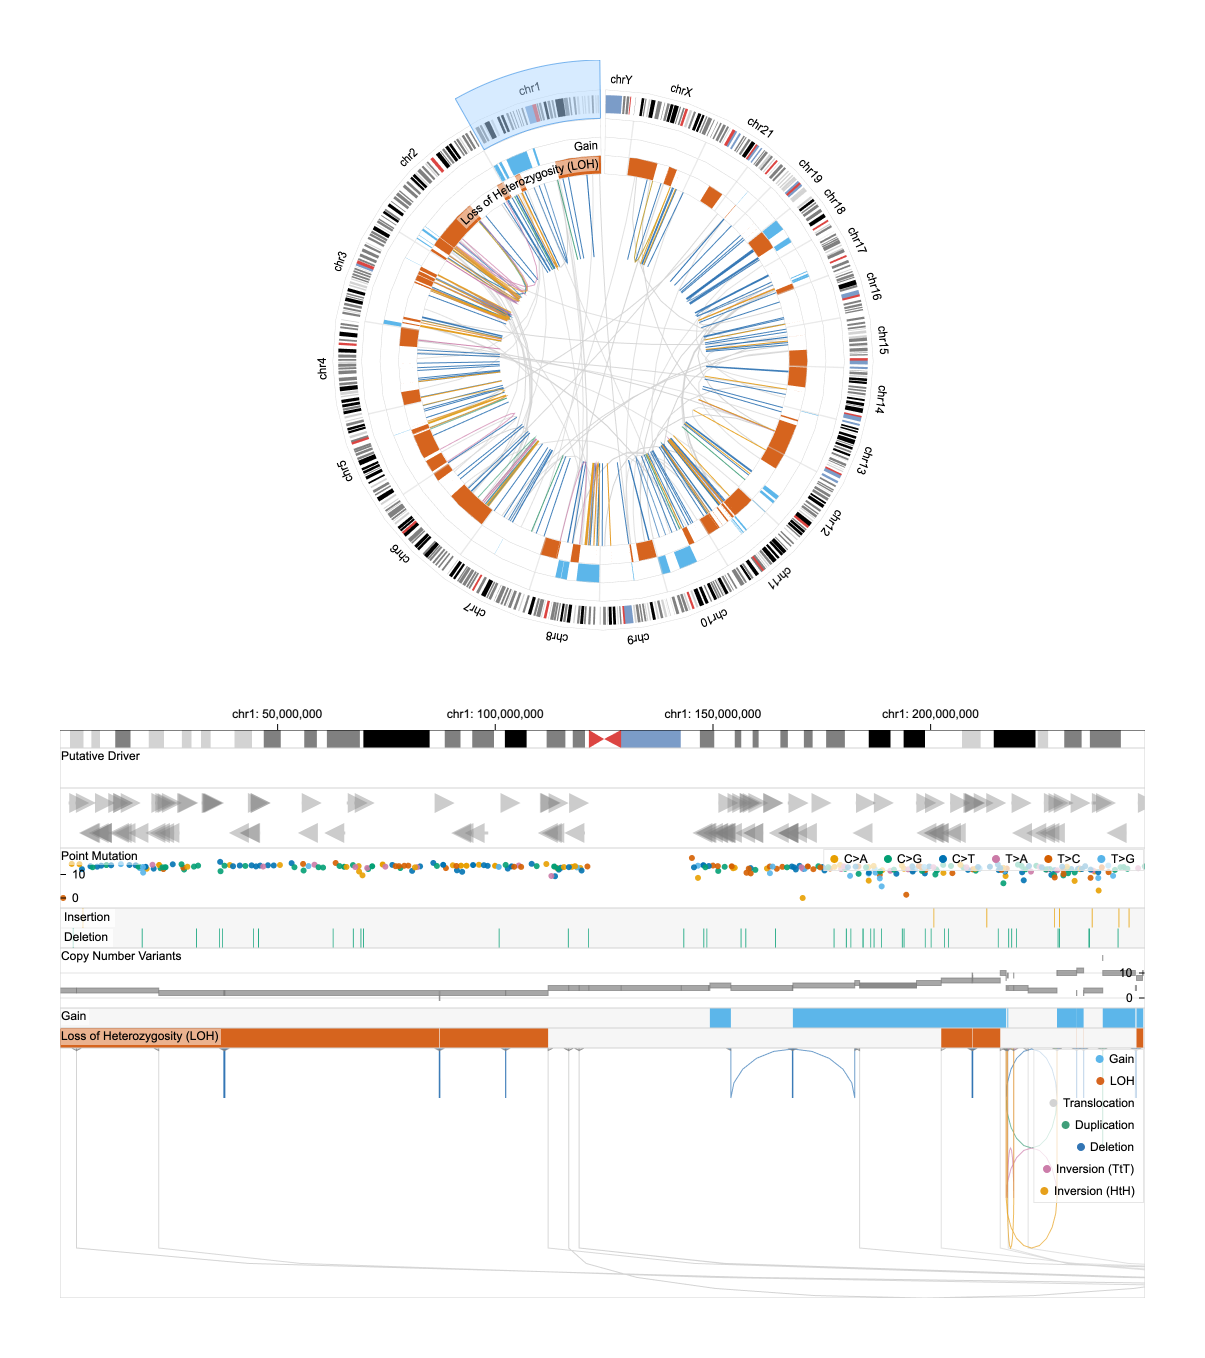 chrY
chrX
chr1
chr21
chr2
Gain
chr19
Loss of Heterozygosity (LOH)
chr18
chr17
chr3
chr16
chr15
chr4
chr14
chr13
chr5
chr12
chr6
chr11
chr7
chr10
chr8
chr9
chr1: 50,000,000 chr1: 100,000,000 chr1: 150,000,000 chr1: 200,000,000
Putative Driver
Point Mutation C>A C>G C>T T>A T>C T>G
10
0
Insertion
Deletion
Copy Number Variants
10
0
Gain
Loss of Heterozygosity (LOH)
Gain
LOH
Translocation
Duplication
Deletion
Inversion (TtT)
Inversion (HtH)